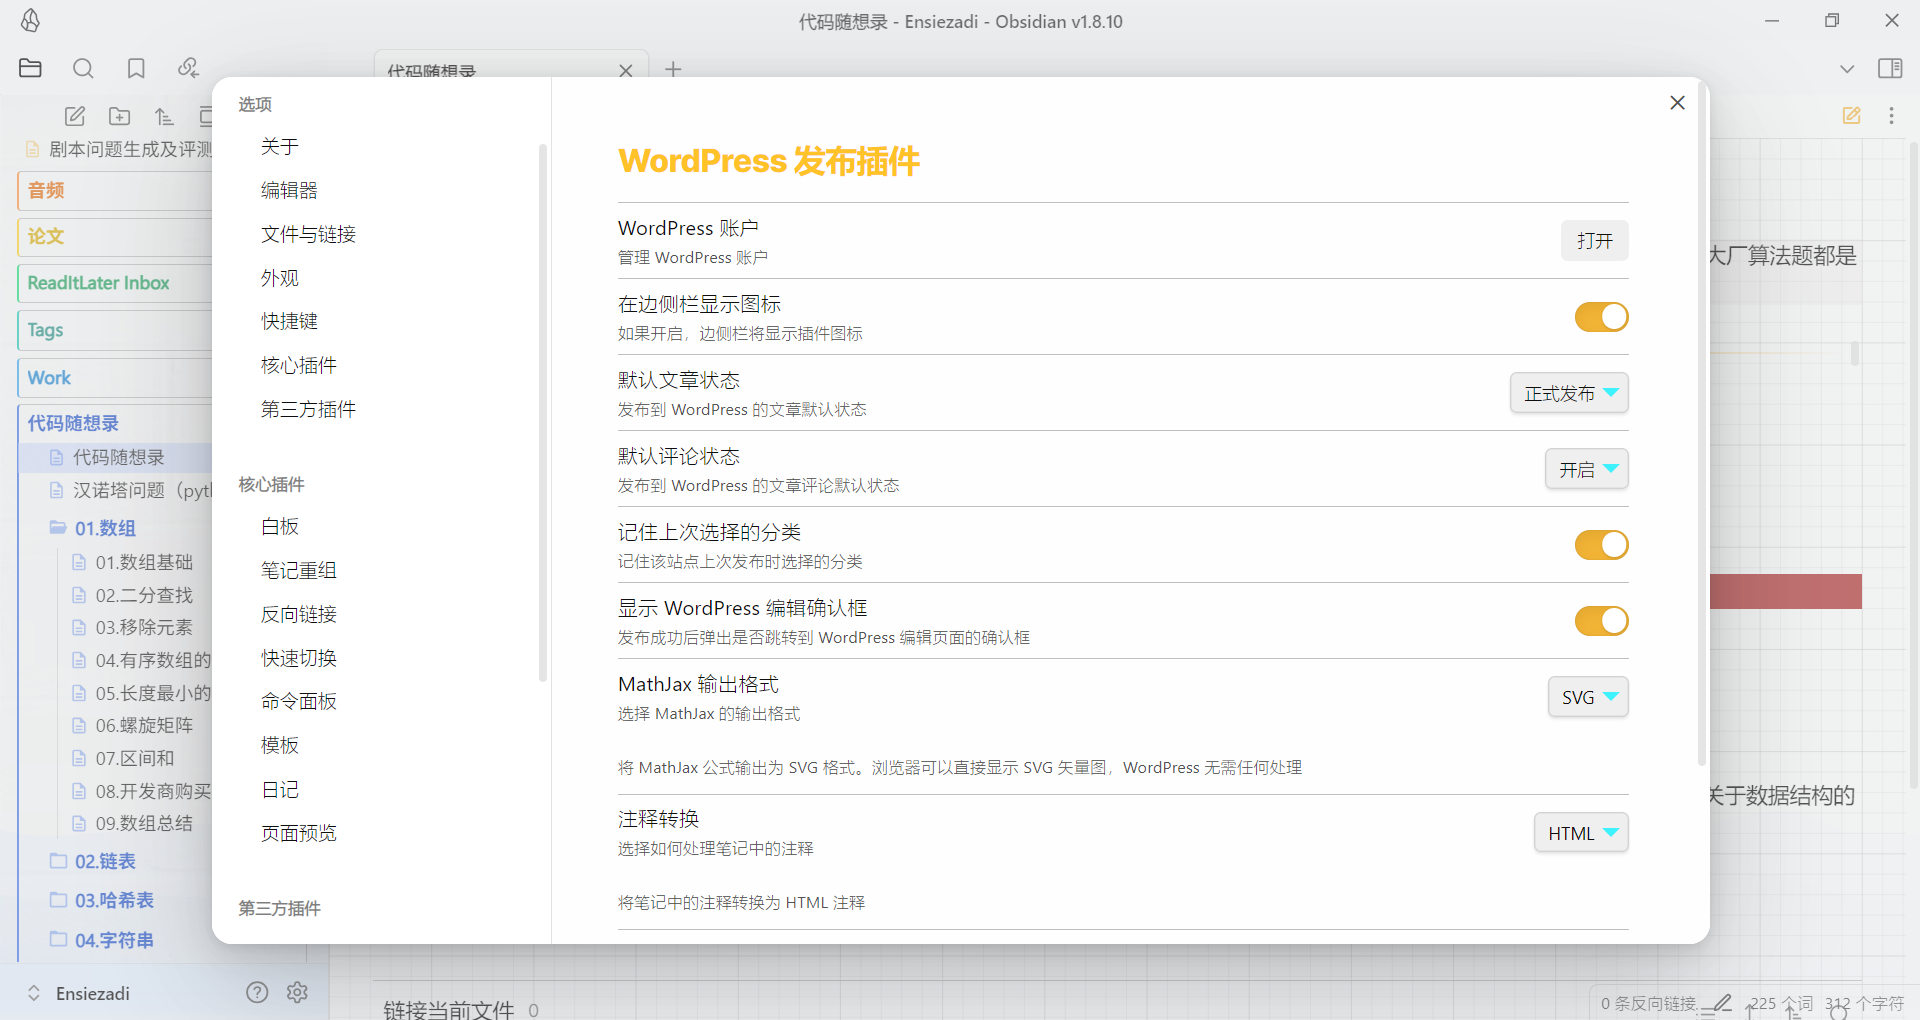 代码随想录 - Ensiezadi - Obsidian v1.8.10
代码随想录
剧本问题生成及评测
音频
论文
ReadItLater Inbox
Tags
Work
代码随想录
代码随想录
汉诺塔问题（pyt
01.数组
01.数组基础
02.二分查找
03.移除元素
04.有序数组的
05.长度最小的
06.螺旋矩阵
07.区间和
08.开发商购买
09.数组总结
02.链表
03.哈希表
04.字符串
Ensiezadi
选项
关于
编辑器
文件与链接
外观
快捷键
核心插件
第三方插件
核心插件
白板
笔记重组
反向链接
快速切换
命令面板
模板
日记
页面预览
第三方插件
WordPress 发布插件
WordPress 账户
管理 WordPress 账户
打开
在边侧栏显示图标
如果开启，边侧栏将显示插件图标
默认文章状态
发布到 WordPress 的文章默认状态
正式发布
默认评论状态
发布到 WordPress 的文章评论默认状态
开启
记住上次选择的分类
记住该站点上次发布时选择的分类
显示 WordPress 编辑确认框
发布成功后弹出是否跳转到 WordPress 编辑页面的确认框
MathJax 输出格式
选择 MathJax 的输出格式
SVG
将 MathJax 公式输出为 SVG 格式。浏览器可以直接显示 SVG 矢量图，WordPress 无需任何处理
注释转换
选择如何处理笔记中的注释
HTML
将笔记中的注释转换为 HTML 注释
大厂算法题都是
关于数据结构的
链接当前文件 0
0 条反向链接
225 个词
312 个字符